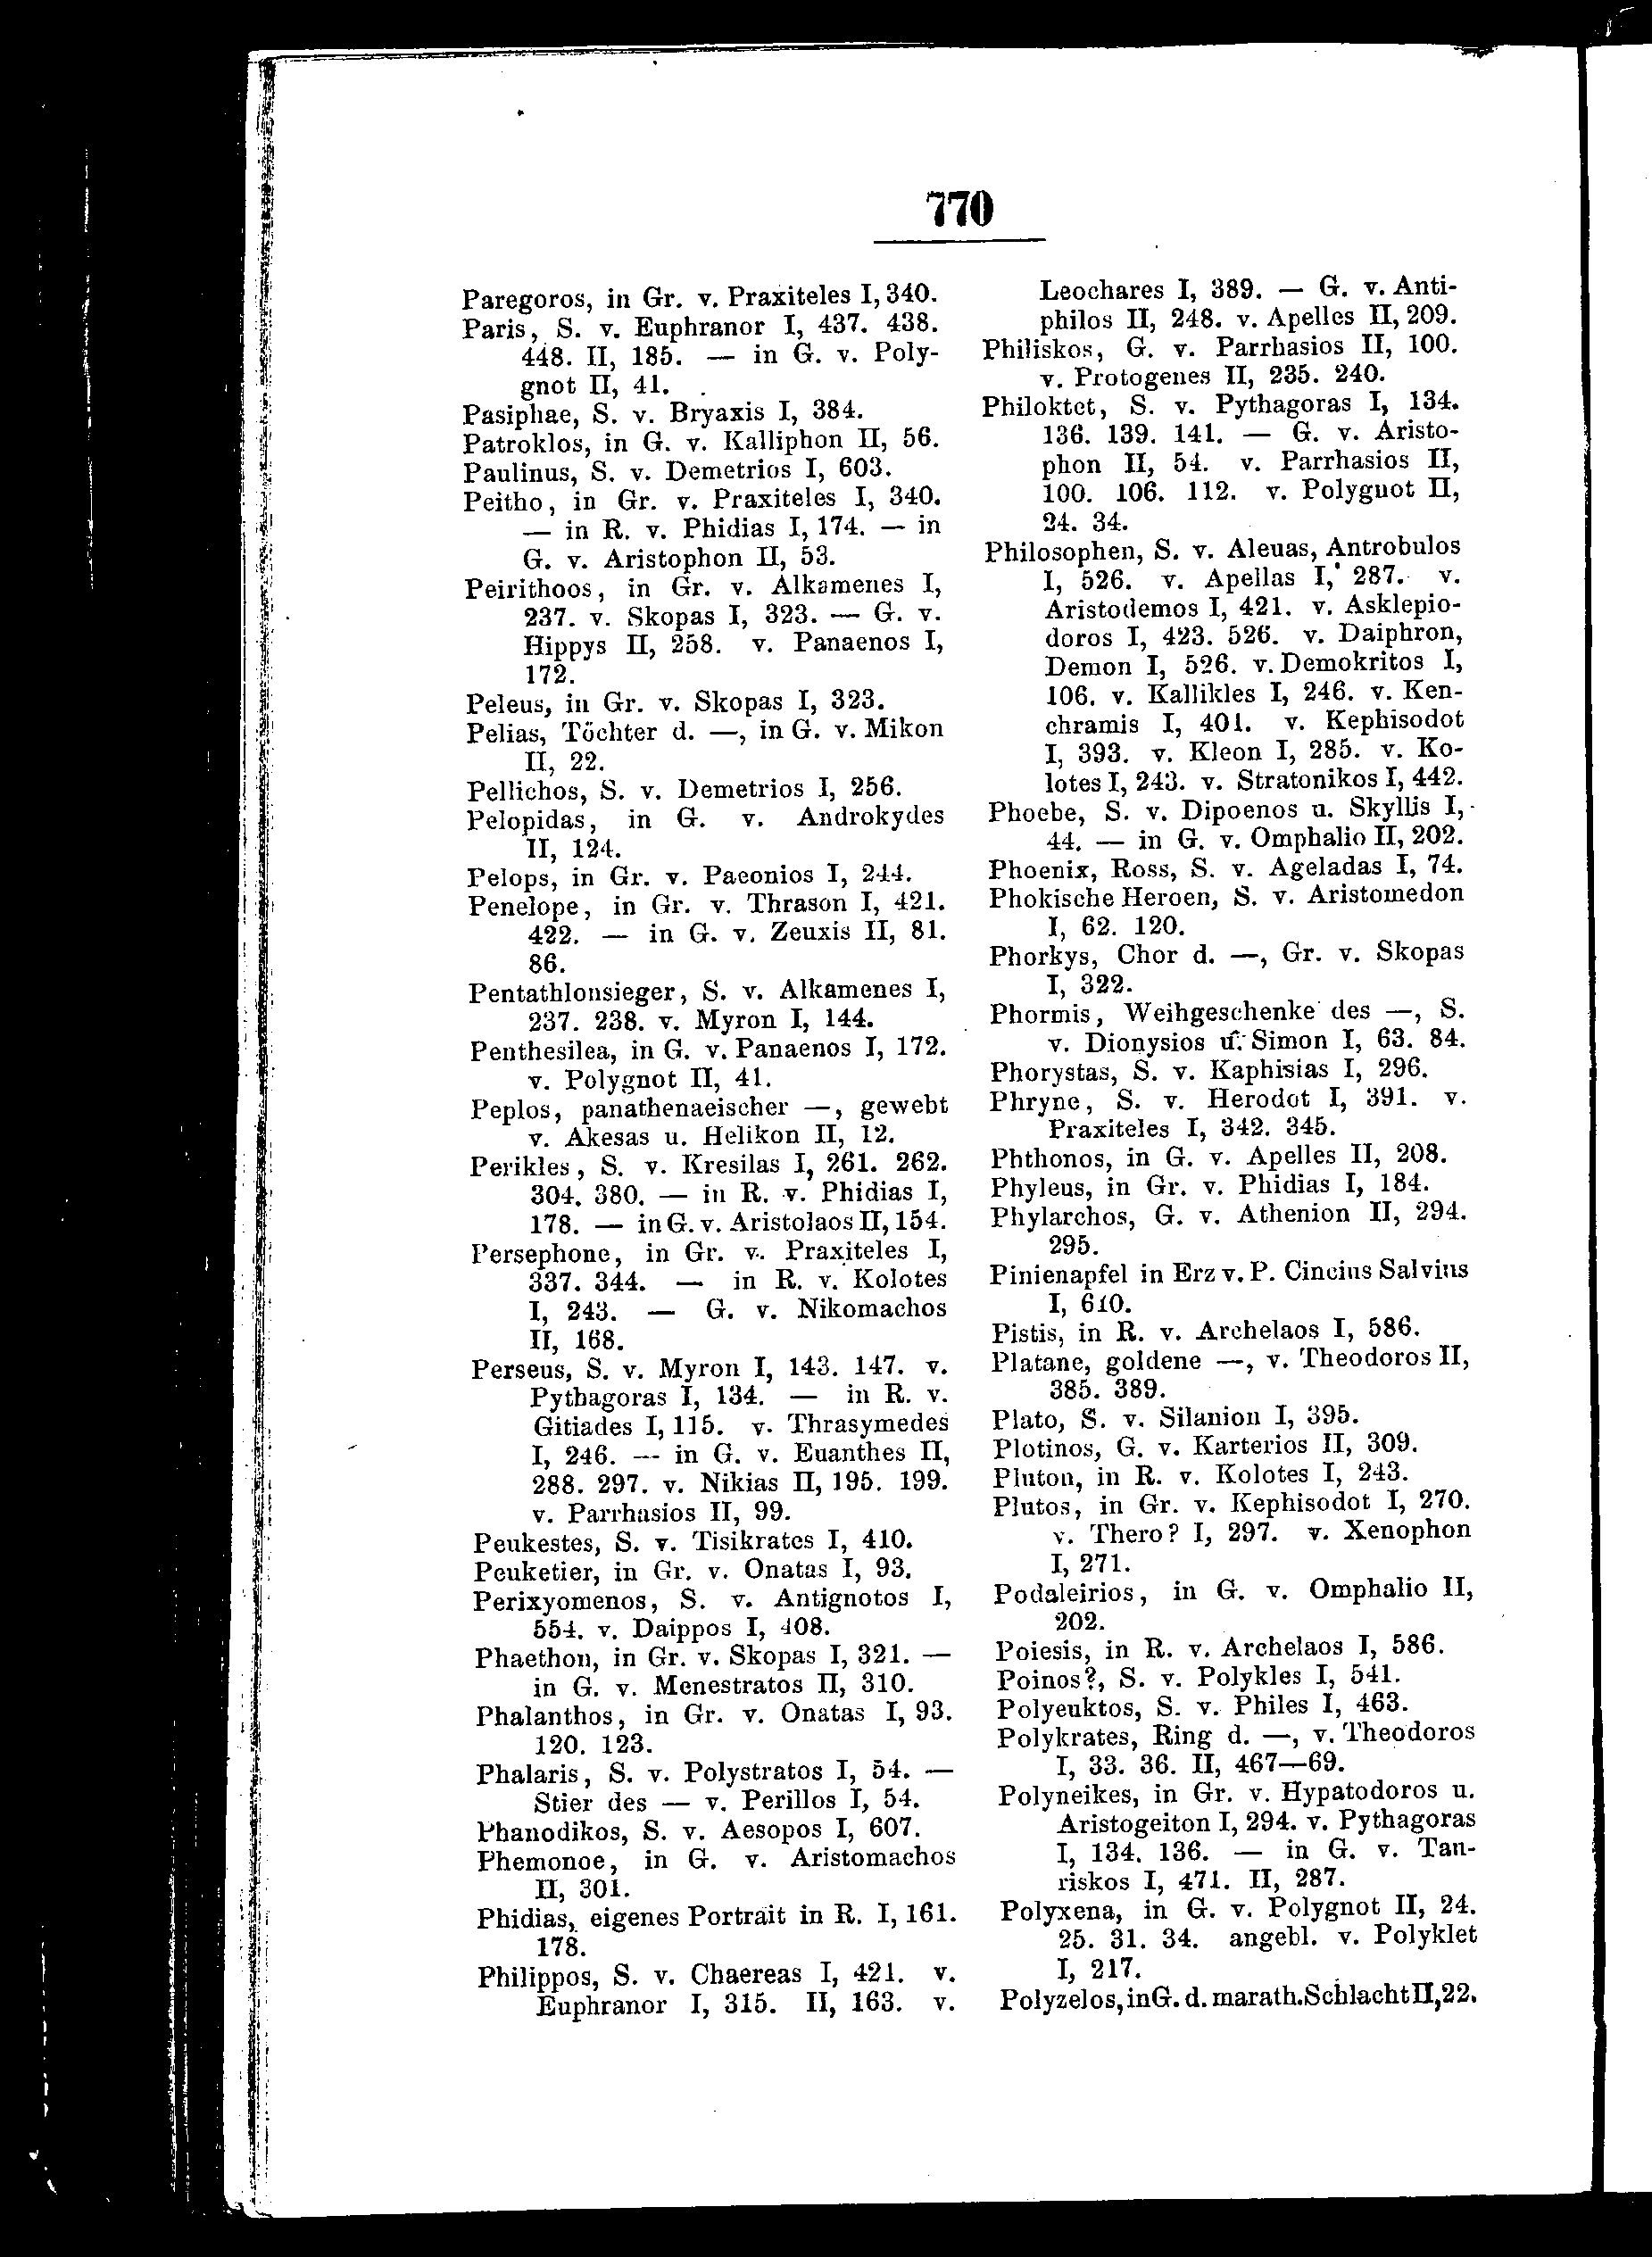 770
Paregoros, in Gr. v. Praxiteles I, 340.
Paris, S. v. Euphranor I, 437. 438.
448. II, 185. — in G. v. Poly-
gnot II, 41.
Pasiphae, S. v. Bryaxis I, 384.
Patroklos, in G. v. Kalliphon II, 56.
Paulinus, S. v. Demetrios I, 603.
Peitho, in Gr. v. Praxiteles I, 340.
— in R. v. Phidias I, 174. — in
G. v. Aristophon II, 53.
Peirithoos, in Gr. v. Alkamenes I,
237. v. Skopas I, 323. — G. v.
Hippys II, 258. v. Panaenos I,
172.
Peleus, in Gr. v. Skopas I, 323.
Pelias, Töchter d. —, in G. v. Mikon
II, 22.
Pellichos, S. v. Demetrios I, 256.
Pelopidas, in G. v. Androkydes
II, 124.
Pelops, in Gr. v. Paeonios I, 244.
Penelope, in Gr. v. Thrason I, 421.
422. — in G. v. Zeuxis II, 81.
86.
Pentathlonsieger, S. v. Alkamenes I,
237. 238. v. Myron I, 144.
Penthesilea, in G. v. Panaenos I, 172.
v. Polygnot II, 41.
Peplos, panathenaeischer —, gewebt
v. Akesas u. Helikon II, 12.
Perikles, S. v. Kresilas I, 261. 262.
304. 380. — in R. v. Phidias I,
178. — in G. v. Aristolaos II, 154.
Persephone, in Gr. v. Praxiteles I,
337. 344. — in R. v. Kolotes
I, 243. — G. v. Nikomachos
II, 168.
Perseus, S. v. Myron I, 143. 147. v.
Pythagoras I, 134. — in R. v.
Gitiades I, 115. v. Thrasymedes
I, 246. — in G. v. Euanthes II,
288. 297. v. Nikias II, 195. 199.
v. Parrhasios II, 99.
Peukestes, S. v. Tisikrates I, 410.
Peuketier, in Gr. v. Onatas I, 93.
Perixyomenos, S. v. Antignotos I,
554. v. Daippos I, 408.
Phaethon, in Gr. v. Skopas I, 321. —
in G. v. Menestratos II, 310.
Phalanthos, in Gr. v. Onatas I, 93.
120. 123.
Phalaris, S. v. Polystratos I, 54. —
Stier des — v. Perillos I, 54.
Phanodikos, S. v. Aesopos I, 607.
Phemonoe, in G. v. Aristomachos
II, 301.
Phidias, eigenes Portrait in R. I, 161.
178.
Philippos, S. v. Chaereas I, 421. v.
Euphranor I, 315. II, 163. v.
Leochares I, 389. — G. v. Anti-
philos II, 248. v. Apelles II, 209.
Philiskos, G. v. Parrhasios II, 100.
v. Protogenes II, 235. 240.
Philoktet, S. v. Pythagoras I, 134.
136. 139. 141. — G. v. Aristo-
phon II, 54. v. Parrhasios II,
100. 106. 112. v. Polygnot II,
24. 34.
Philosophen, S. v. Aleuas, Antrobulos
I, 526. v. Apellas I, 287. v.
Aristodemos I, 421. v. Asklepio-
doros I, 423. 526. v. Daiphron,
Demon I, 526. v. Demokritos I,
106. v. Kallikles I, 246. v. Ken-
chramis I, 401. v. Kephisodot
I, 393. v. Kleon I, 285. v. Ko-
lotes I, 243. v. Stratonikos I, 442.
Phoebe, S. v. Dipoenos u. Skyllis I,
44. — in G. v. Omphalio II, 202.
Phoenix, Ross, S. v. Ageladas I, 74.
Phokische Heroen, S. v. Aristomedon
I, 62. 120.
Phorkys, Chor d. —, Gr. v. Skopas
I, 322.
Phormis, Weihgeschenke des —, S.
v. Dionysios u. Simon I, 63. 84.
Phorystas, S. v. Kaphisias I, 296.
Phryne, S. v. Herodot I, 391. v.
Praxiteles I, 342. 345.
Phthonos, in G. v. Apelles II, 208.
Phyleus, in Gr. v. Phidias I, 184.
Phylarchos, G. v. Athenion II, 294.
295.
Pinienapfel in Erz v. P. Cincius Salvius
I, 610.
Pistis, in R. v. Archelaos I, 586.
Platane, goldene —, v. Theodoros II,
385. 389.
Plato, S. v. Silanion I, 395.
Plotinos, G. v. Karterios II, 309.
Pluton, in R. v. Kolotes I, 243.
Plutos, in Gr. v. Kephisodot I, 270.
v. Thero? I, 297. v. Xenophon
I, 271.
Podaleirios, in G. v. Omphalio II,
202.
Poiesis, in R. v. Archelaos I, 586.
Poinos?, S. v. Polykles I, 541.
Polyeuktos, S. v. Philes I, 463.
Polykrates, Ring d. —, v. Theodoros
I, 33. 36. II, 467—69.
Polyneikes, in Gr. v. Hypatodoros u.
Aristogeiton I, 294. v. Pythagoras
I, 134. 136. — in G. v. Tau-
riskos I, 471. II, 287.
Polyxena, in G. v. Polygnot II, 24.
25. 31. 34. angebl. v. Polyklet
I, 217.
Polyzelos, in G. d. marath. Schlacht II, 22.